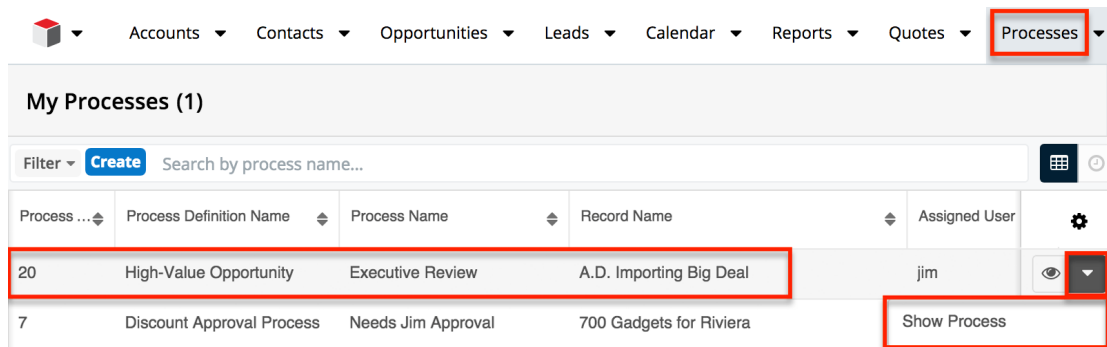 Accounts Contacts Opportunities Leads Calendar Reports Quotes Processes
My Processes (1)
Filter Create Search by process name...
Process ... Process Definition Name Process Name Record Name Assigned User
20 High-Value Opportunity Executive Review A.D. Importing Big Deal jim
7 Discount Approval Process Needs Jim Approval 700 Gadgets for Riviera Show Process